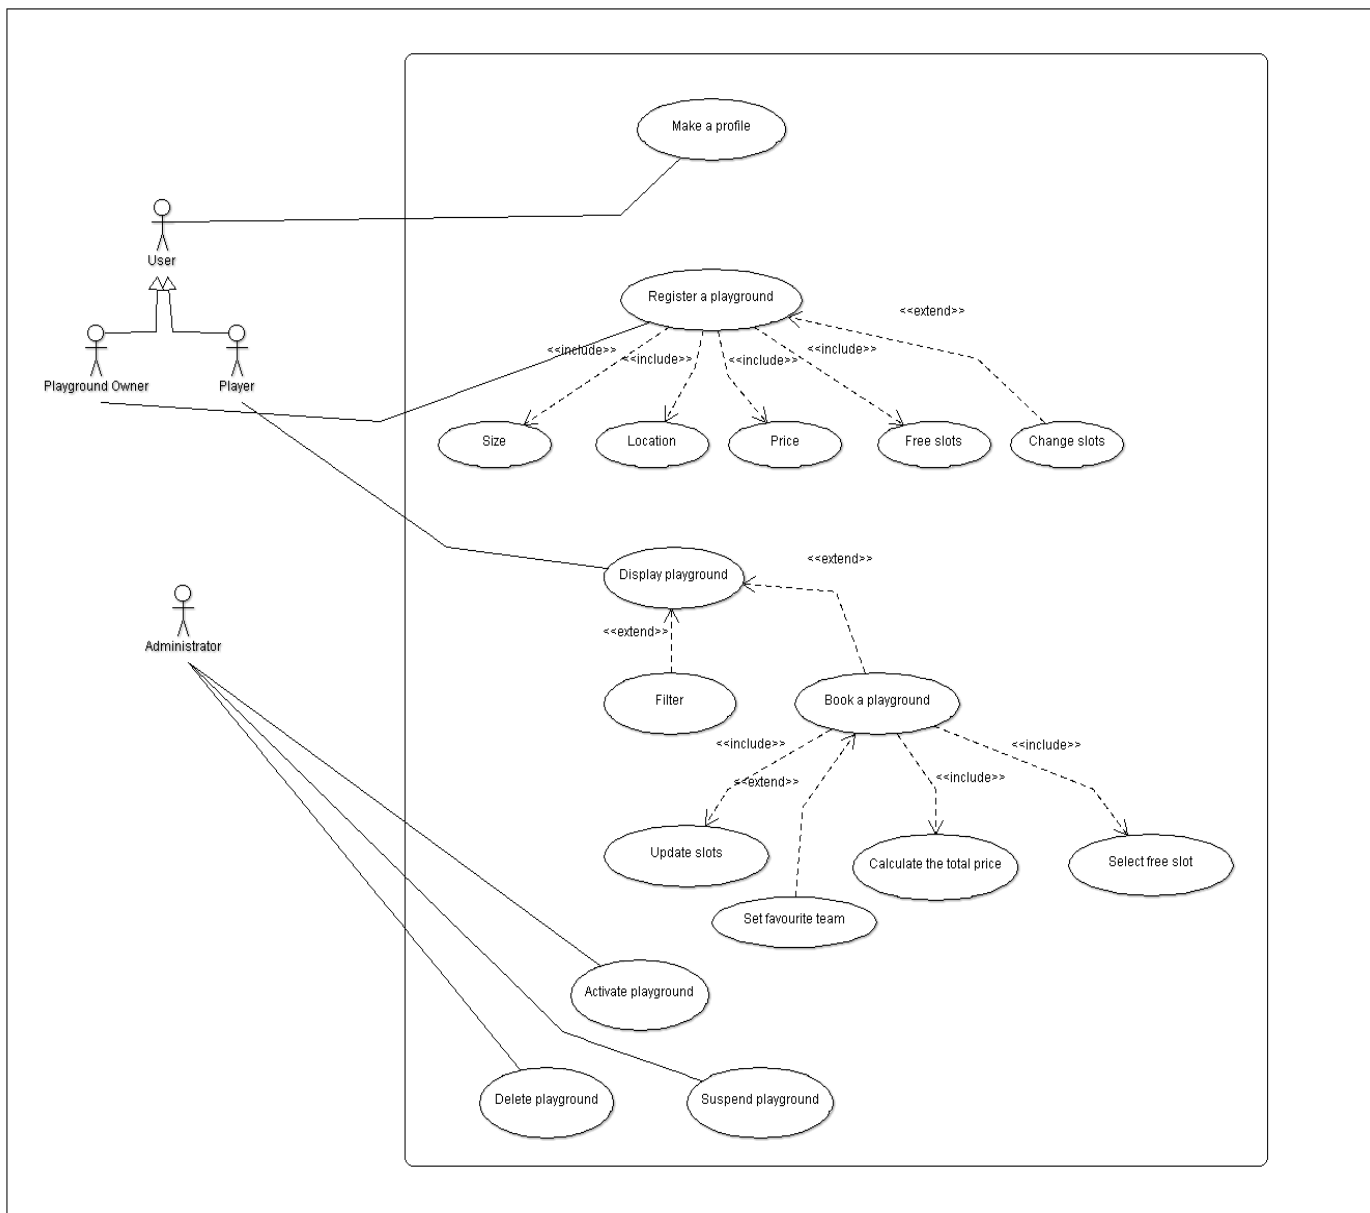 Make a profile
User
Register a playground
<<extend>>
<<include>>
<<include>>
<<include>>
<<include>>
Playground Owner
Player
Size
Location
Price
Free slots
Change slots
Display playground
<<extend>>
<<extend>>
Administrator
Filter
Book a playground
<<include>>
<<include>>
<<extend>>
<<include>>
Update slots
Calculate the total price
Select free slot
Set favourite team
Activate playground
Delete playground
Suspend playground